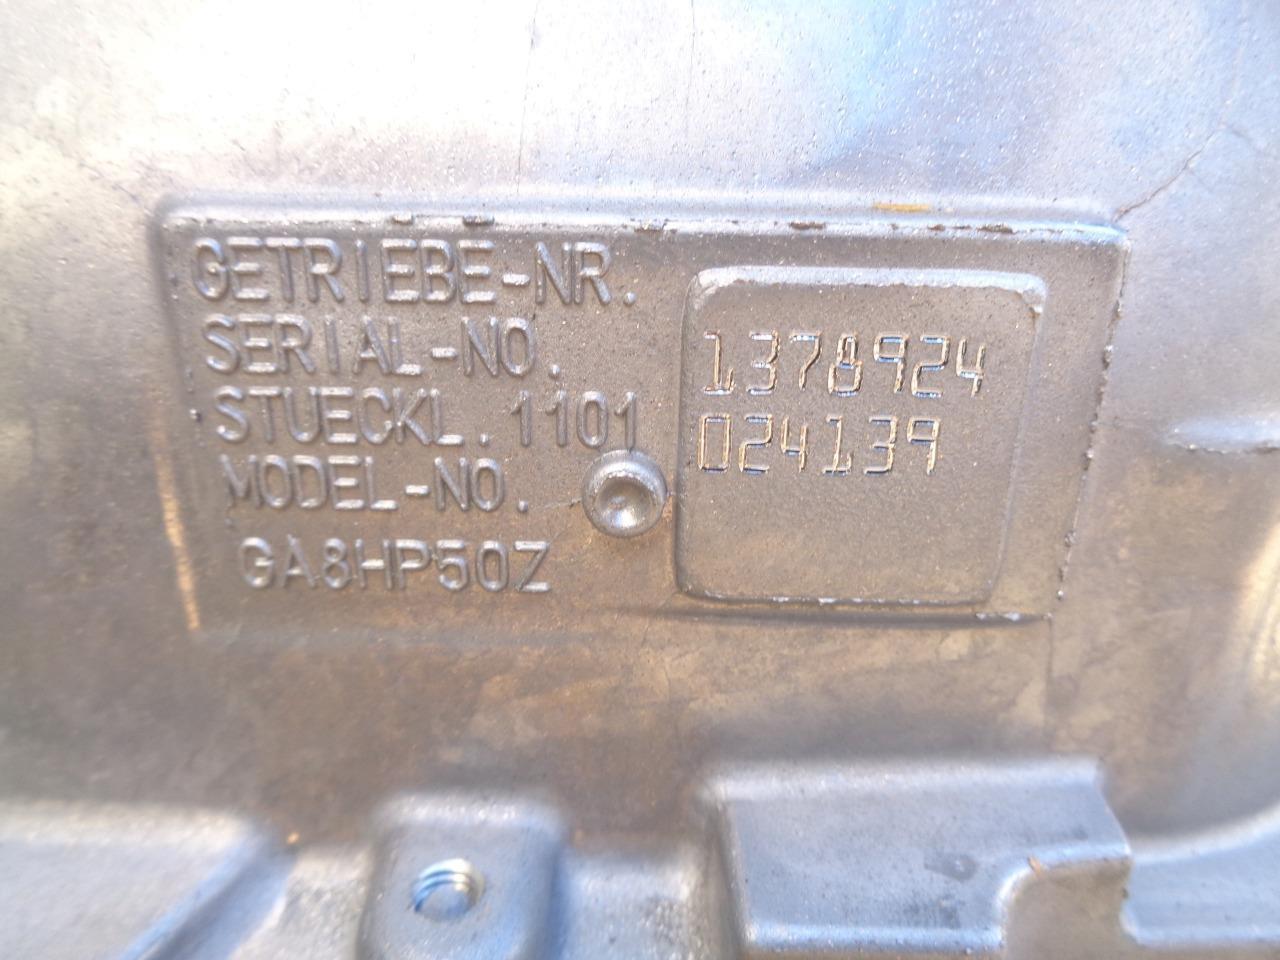 GETRIEBE-NR.
SERIAL-NO. 1378924
STUECKL. 1101 024139
MODEL-NO.
GA8HP50Z